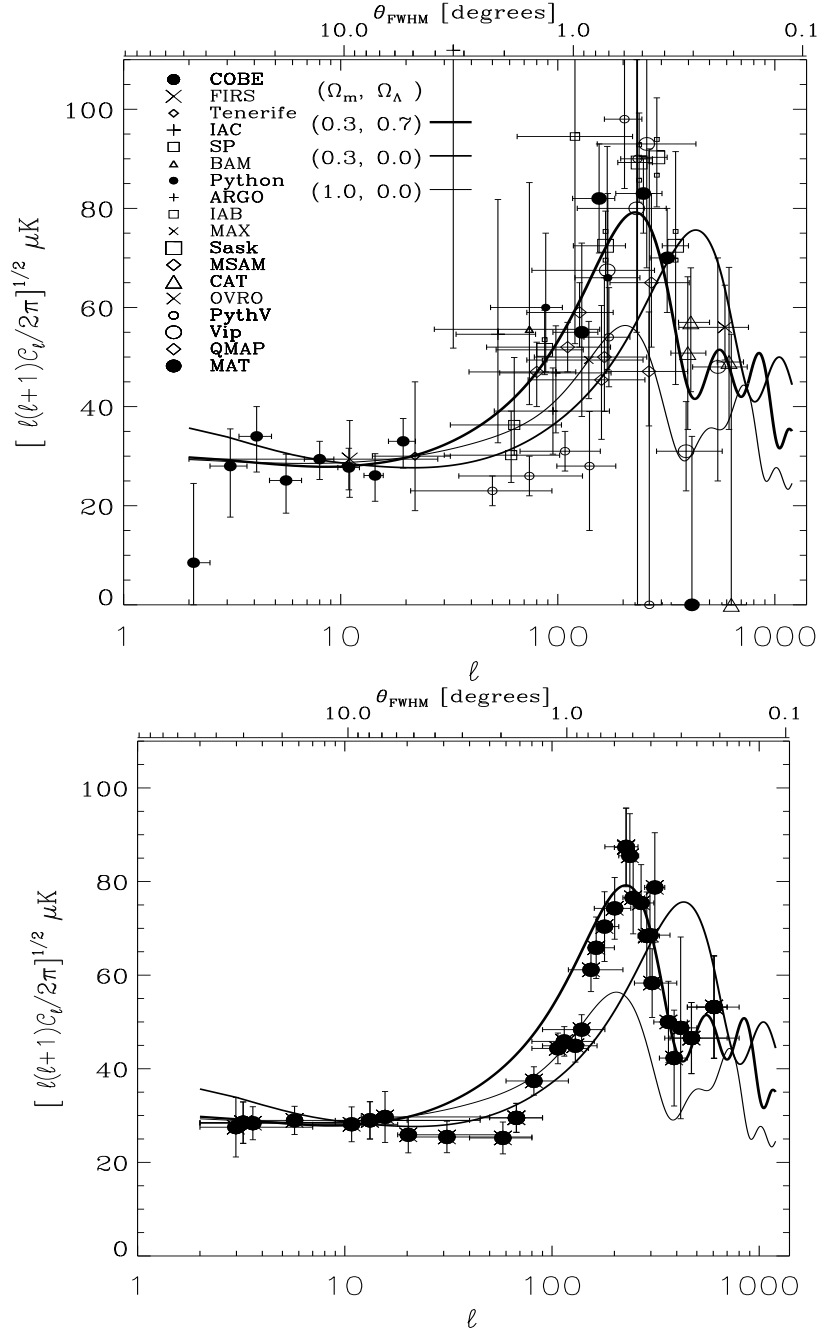 θFWHM [degrees]
10.0 1.0 0.1
100
80
60
40
20
0
[ ℓ(ℓ+1)Cℓ/2π]1/2 μK
COBE
FIRS
Tenerife
IAC
SP
BAM
Python
ARGO
IAB
MAX
Sask
MSAM
CAT
OVRO
PythV
Vip
QMAP
MAT
(Ωm, ΩΛ )
(0.3, 0.7)
(0.3, 0.0)
(1.0, 0.0)
1 10 100 1000
ℓ
θFWHM [degrees]
10.0 1.0 0.1
100
80
60
40
20
0
[ ℓ(ℓ+1)Cℓ/2π]1/2 μK
1 10 100 1000
ℓ